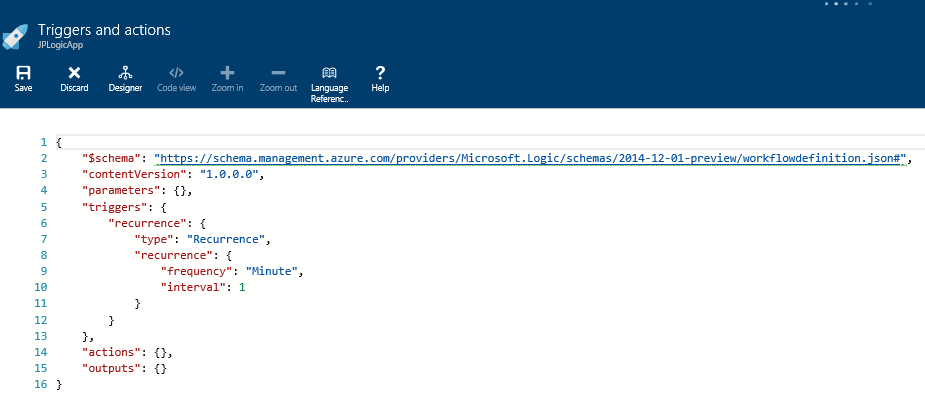 Triggers and actions
JPLogicApp
Save Discard Designer Code view Zoom in Zoom out Language Referenc.. Help
1 {
2 "$schema": "https://schema.management.azure.com/providers/Microsoft.Logic/schemas/2014-12-01-preview/workflowdefinition.json#",
3 "contentVersion": "1.0.0.0",
4 "parameters": {},
5 "triggers": {
6 "recurrence": {
7 "type": "Recurrence",
8 "recurrence": {
9 "frequency": "Minute",
10 "interval": 1
11 }
12 }
13 },
14 "actions": {},
15 "outputs": {}
16 }